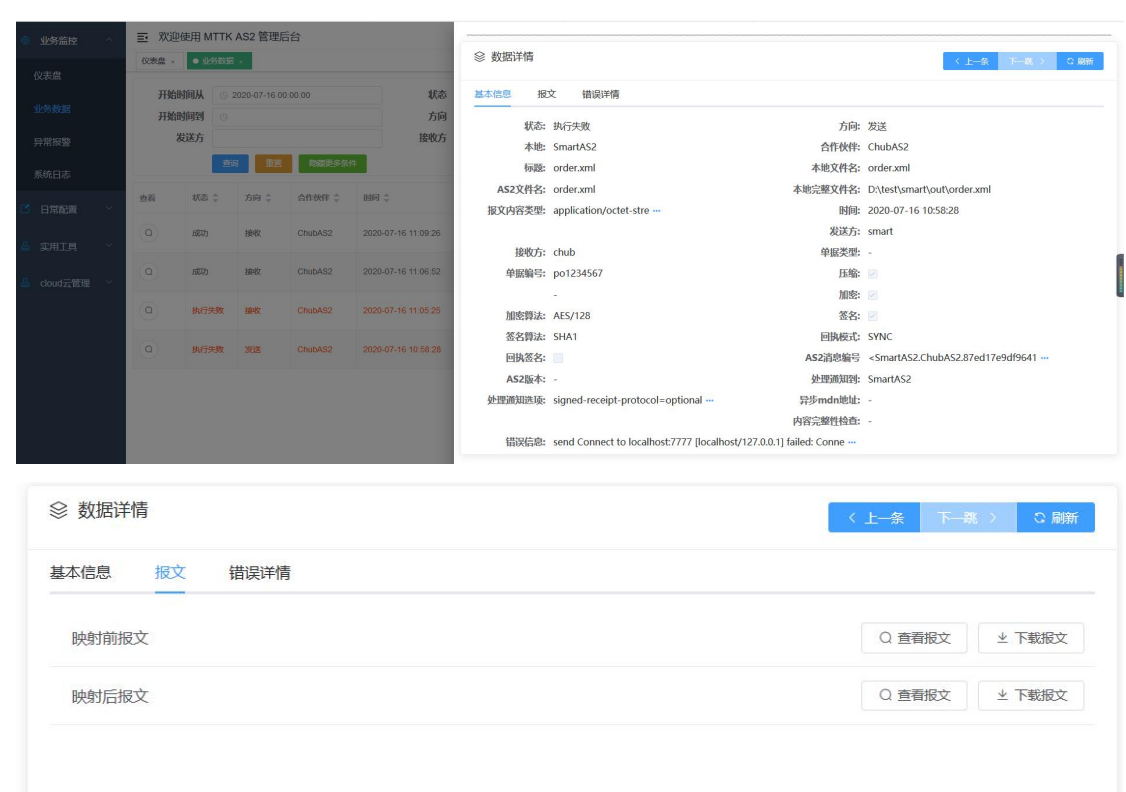 业务监控
仪表盘
业务数据
异常报警
系统日志
日常配置
实用工具
cloud云管理
欢迎使用 MTTK AS2 管理后台
仪表盘 ×
业务数据 ×
开始时间从 2020-07-16 00:00:00 状态
开始时间到 方向
发送方 接收方
查询 重置 隐藏更多条件
查看 状态 方向 合作伙伴 时间
成功 接收 ChubAS2 2020-07-16 11:09:26
成功 接收 ChubAS2 2020-07-16 11:06:52
执行失败 接收 ChubAS2 2020-07-16 11:05:25
执行失败 发送 ChubAS2 2020-07-16 10:58:28
数据详情 < 上一条 下一跳 > 刷新
基本信息 报文 错误详情
状态: 执行失败 方向: 发送
本地: SmartAS2 合作伙伴: ChubAS2
标题: order.xml 本地文件名: order.xml
AS2文件名: order.xml 本地完整文件名: D:\test\smart\out\order.xml
报文内容类型: application/octet-stre ··· 时间: 2020-07-16 10:58:28
发送方: smart
接收方: chub 单据类型: -
单据编号: po1234567 压缩:
- 加密:
加密算法: AES/128 签名:
签名算法: SHA1 回执模式: SYNC
回执签名: AS2消息编号 <SmartAS2.ChubAS2.87ed17e9df9641 ···
AS2版本: - 处理通知到: SmartAS2
处理通知选项: signed-receipt-protocol=optional ··· 异步mdn地址: -
内容完整性检查: -
错误信息: send Connect to localhost:7777 [localhost/127.0.0.1] failed: Conne ···
数据详情 < 上一条 下一跳 > 刷新
基本信息 报文 错误详情
映射前报文 查看报文 下载报文
映射后报文 查看报文 下载报文